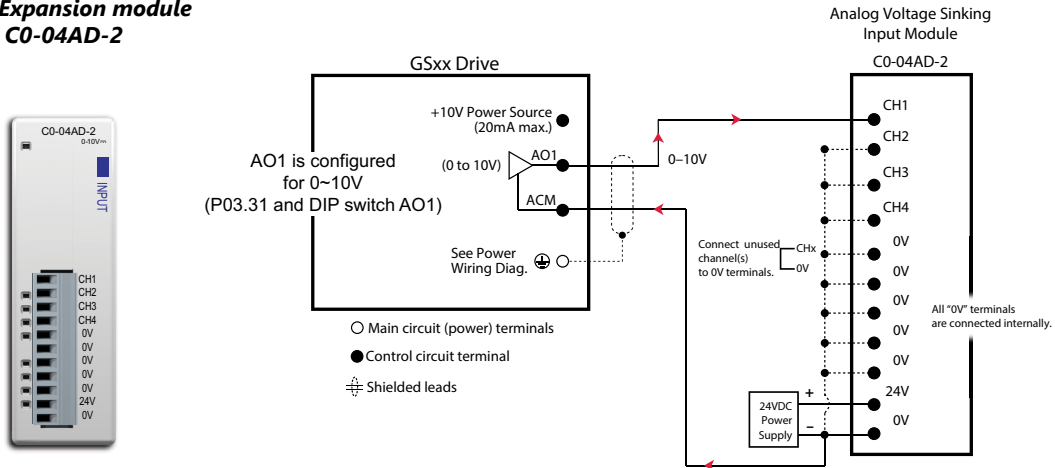 Expansion module
C0-04AD-2
C0-04AD-2
0-10V⎓
INPUT
CH1
CH2
CH3
CH4
0V
0V
0V
0V
0V
24V
0V
GSxx Drive
+10V Power Source
(20mA max.)
AO1 is configured
for 0~10V
(P03.31 and DIP switch AO1)
(0 to 10V)
AO1
ACM
0–10V
See Power
Wiring Diag.
Main circuit (power) terminals
Control circuit terminal
Shielded leads
Analog Voltage Sinking
Input Module
C0-04AD-2
CH1
CH2
CH3
CH4
0V
0V
0V
0V
0V
24V
0V
Connect unused
channel(s)
to 0V terminals.
CHx
0V
All “0V” terminals
are connected internally.
24VDC
Power
Supply
+
–